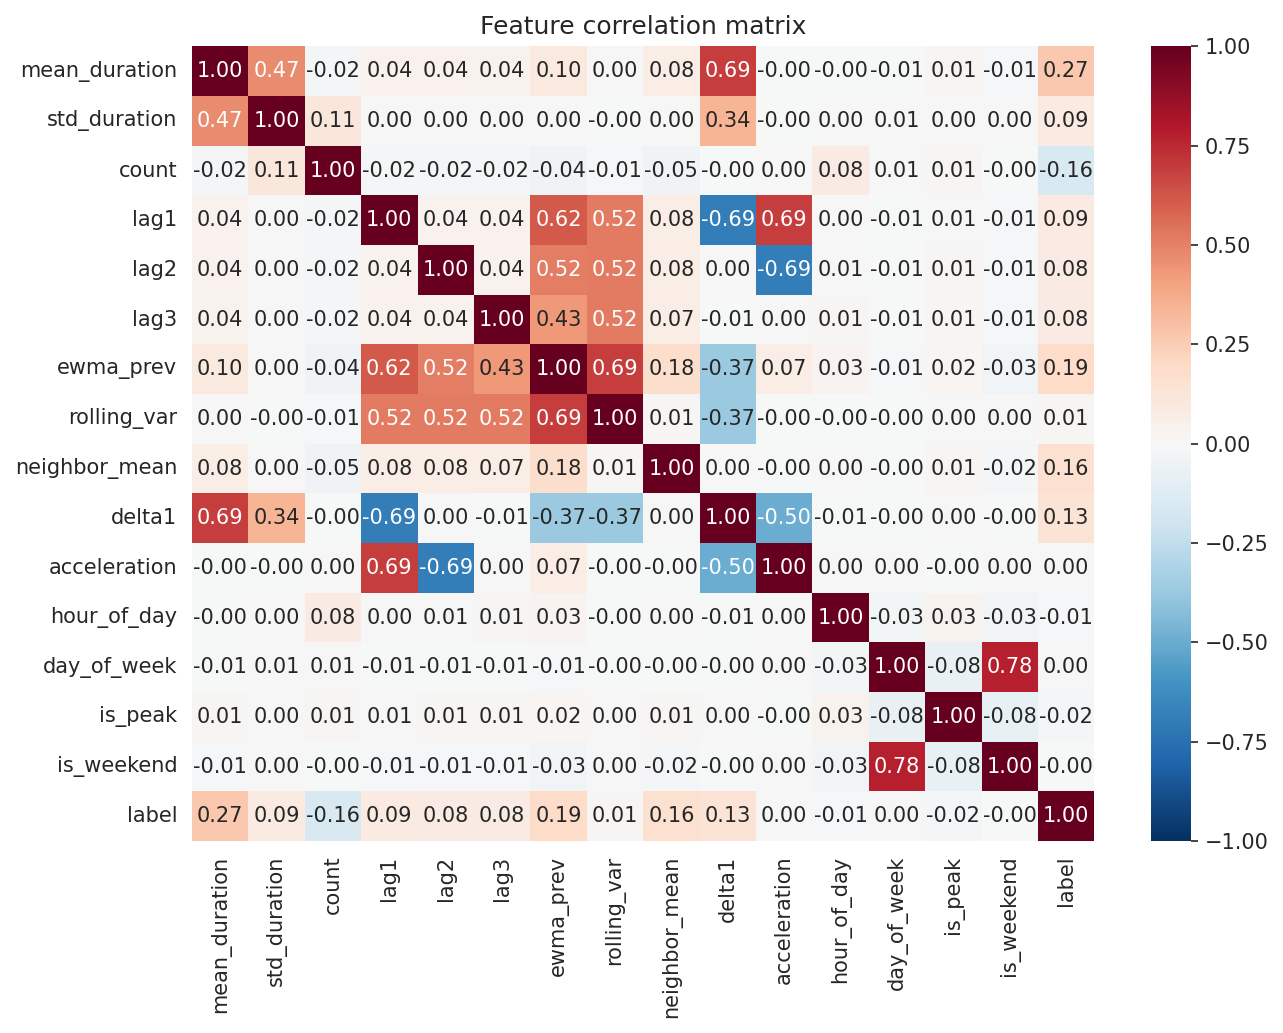 Feature correlation matrix
mean_duration 1.00 0.47 -0.02 0.04 0.04 0.04 0.10 0.00 0.08 0.69 -0.00 -0.00 -0.01 0.01 -0.01 0.27
std_duration 0.47 1.00 0.11 0.00 0.00 0.00 0.00 -0.00 0.00 0.34 -0.00 0.00 0.01 0.00 0.00 0.09
count -0.02 0.11 1.00 -0.02 -0.02 -0.02 -0.04 -0.01 -0.05 -0.00 0.00 0.08 0.01 0.01 -0.00 -0.16
lag1 0.04 0.00 -0.02 1.00 0.04 0.04 0.62 0.52 0.08 -0.69 0.69 0.00 -0.01 0.01 -0.01 0.09
lag2 0.04 0.00 -0.02 0.04 1.00 0.04 0.52 0.52 0.08 0.00 -0.69 0.01 -0.01 0.01 -0.01 0.08
lag3 0.04 0.00 -0.02 0.04 0.04 1.00 0.43 0.52 0.07 -0.01 0.00 0.01 -0.01 0.01 -0.01 0.08
ewma_prev 0.10 0.00 -0.04 0.62 0.52 0.43 1.00 0.69 0.18 -0.37 0.07 0.03 -0.01 0.02 -0.03 0.19
rolling_var 0.00 -0.00 -0.01 0.52 0.52 0.52 0.69 1.00 0.01 -0.37 -0.00 -0.00 -0.00 0.00 0.00 0.01
neighbor_mean 0.08 0.00 -0.05 0.08 0.08 0.07 0.18 0.01 1.00 0.00 -0.00 0.00 -0.00 0.01 -0.02 0.16
delta1 0.69 0.34 -0.00 -0.69 0.00 -0.01 -0.37 -0.37 0.00 1.00 -0.50 -0.01 -0.00 0.00 -0.00 0.13
acceleration -0.00 -0.00 0.00 0.69 -0.69 0.00 0.07 -0.00 -0.00 -0.50 1.00 0.00 0.00 -0.00 0.00 0.00
hour_of_day -0.00 0.00 0.08 0.00 0.01 0.01 0.03 -0.00 0.00 -0.01 0.00 1.00 -0.03 0.03 -0.03 -0.01
day_of_week -0.01 0.01 0.01 -0.01 -0.01 -0.01 -0.01 -0.00 -0.00 -0.00 0.00 -0.03 1.00 -0.08 0.78 0.00
is_peak 0.01 0.00 0.01 0.01 0.01 0.01 0.02 0.00 0.01 0.00 -0.00 0.03 -0.08 1.00 -0.08 -0.02
is_weekend -0.01 0.00 -0.00 -0.01 -0.01 -0.01 -0.03 0.00 -0.02 -0.00 0.00 -0.03 0.78 -0.08 1.00 -0.00
label 0.27 0.09 -0.16 0.09 0.08 0.08 0.19 0.01 0.16 0.13 0.00 -0.01 0.00 -0.02 -0.00 1.00
mean_duration
std_duration
count
lag1
lag2
lag3
ewma_prev
rolling_var
neighbor_mean
delta1
acceleration
hour_of_day
day_of_week
is_peak
is_weekend
label
1.00
0.75
0.50
0.25
0.00
−0.25
−0.50
−0.75
−1.00